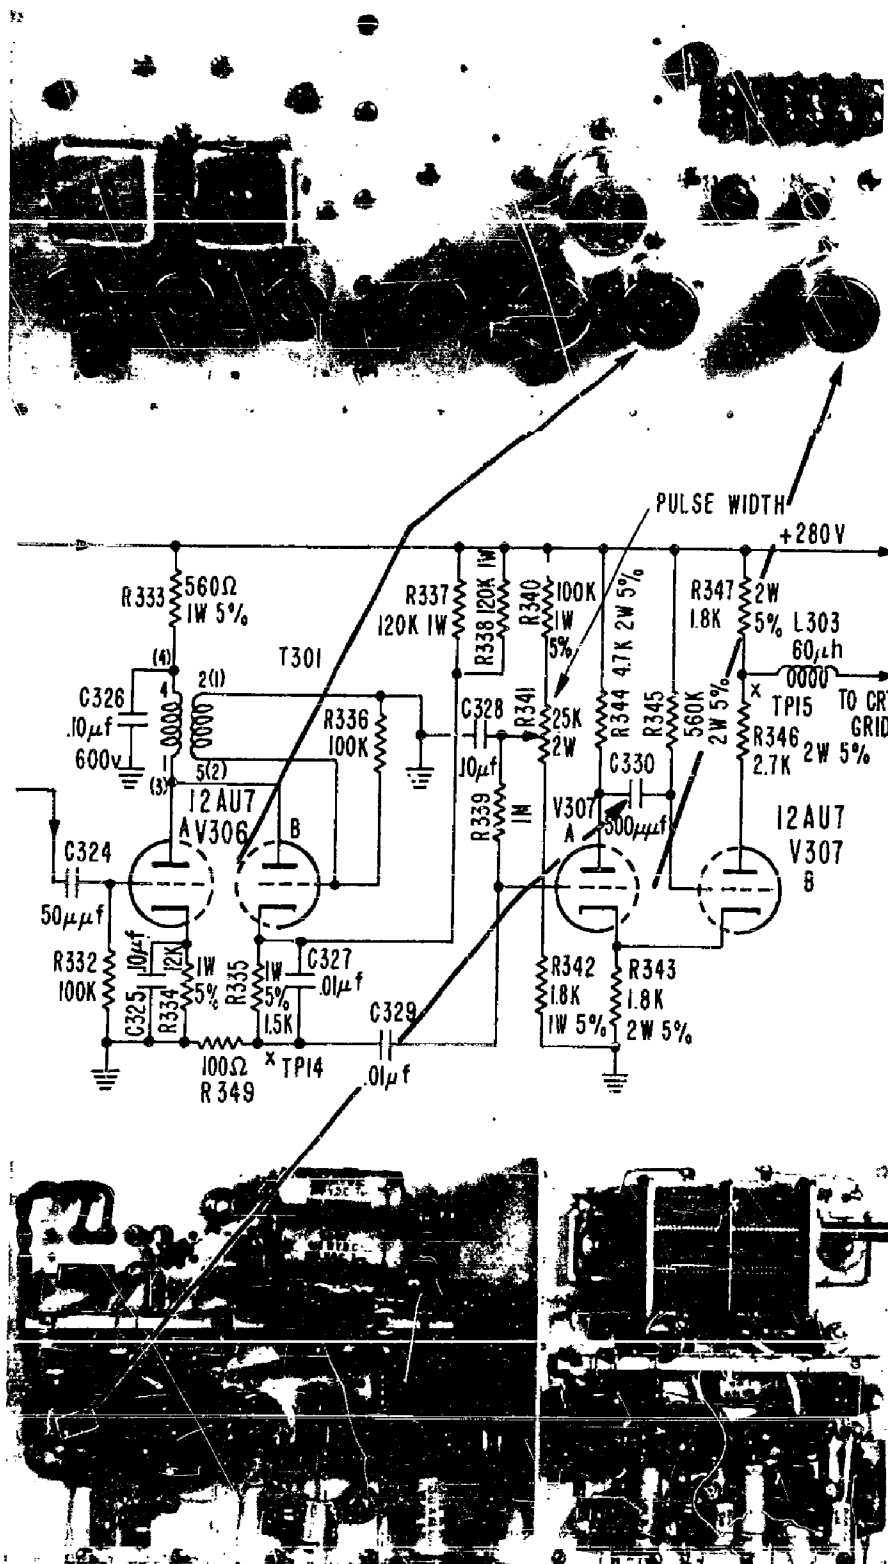 PULSE WIDTH
+280V
R333
560Ω
1W 5%
R337
120K 1W
R338 120K 1W
R340
100K
1W
5%
R344 4.7K 2W 5%
R345
560K
2W 5%
R347
1.8K
2W
5%
L303
60μh
TO CR
GRID
X
TP15
R346
2.7K
2W 5%
(4)
4
C326
.10μf
600v
1
(3)
2(1)
5(2)
T301
R336
100K
C328
.10μf
R341
25K
2W
R339
1M
C330
500μμf
V307
A
12AU7
V307
B
12AU7
V306
A
B
C324
50μμf
R332
100K
.10μf
C325
12K
R334
1W
5%
R335
1W
5%
1.5K
C327
.01μf
C329
.01μf
R342
1.8K
1W 5%
R343
1.8K
2W 5%
100Ω
R349
X TP14